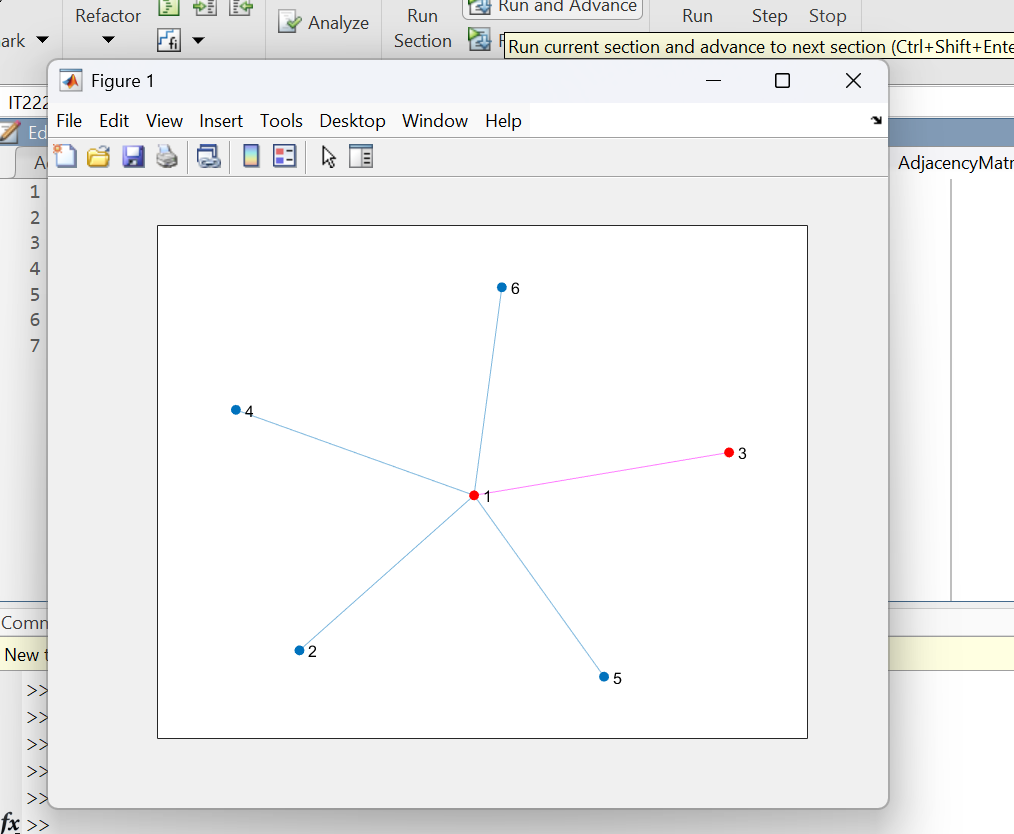 Refactor
Analyze
Run
Section
Run and Advance
Run
Step
Stop
ark
Run current section and advance to next section (Ctrl+Shift+Ente
Figure 1
IT222
File Edit View Insert Tools Desktop Window Help
Ed
AdjacencyMatr
1
2
3
4
5
6
7
6
4
3
1
2
5
Comm
New t
>>
>>
>>
>>
>>
fx >>